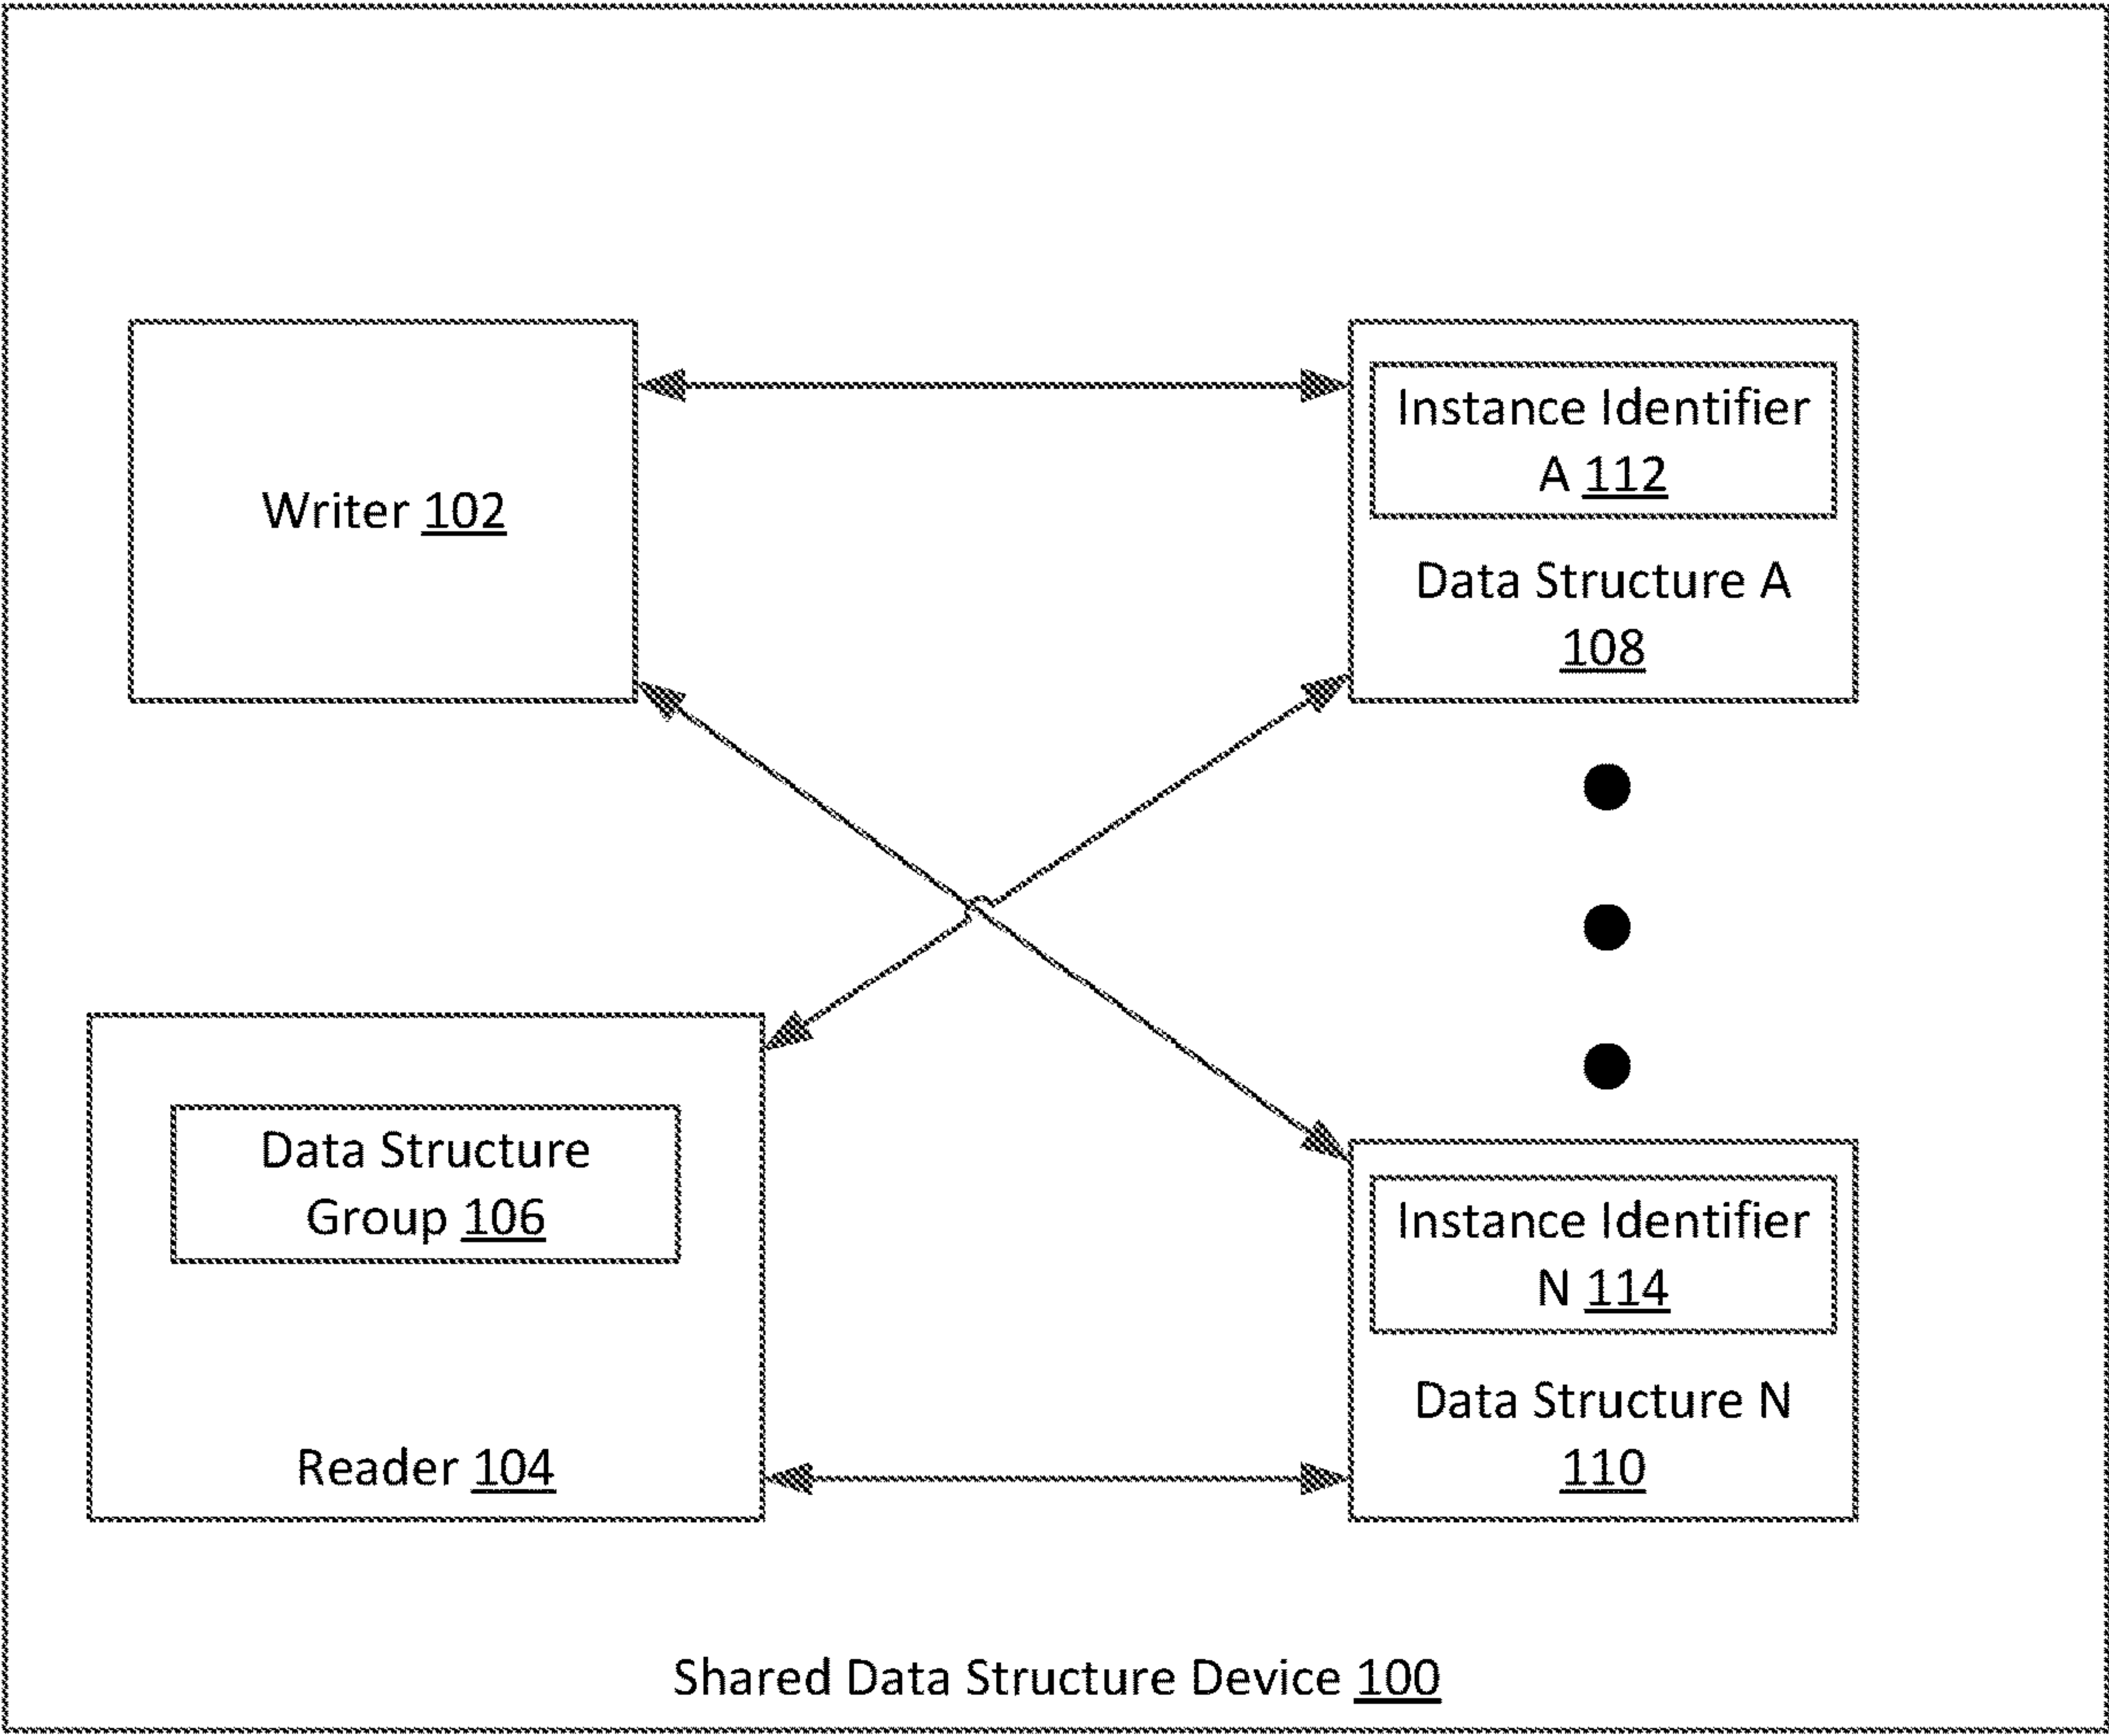 Writer 102
Instance Identifier
A 112
Data Structure A
108
Data Structure
Group 106
Reader 104
Instance Identifier
N 114
Data Structure N
110
Shared Data Structure Device 100